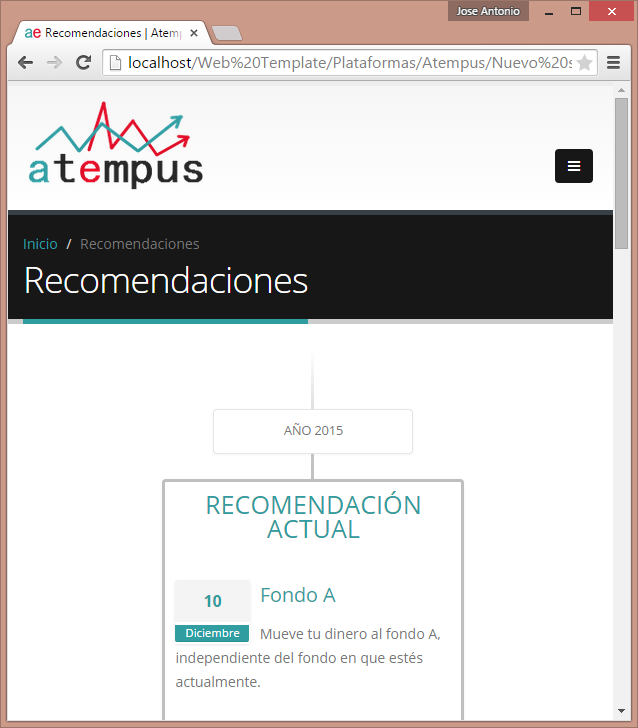 Jose Antonio
ae Recomendaciones | Atemp
localhost/Web%20Template/Plataformas/Atempus/Nuevo%20s
atempus
Inicio / Recomendaciones
Recomendaciones
AÑO 2015
RECOMENDACIÓN
ACTUAL
10
Fondo A
Diciembre
Mueve tu dinero al fondo A,
independiente del fondo en que estés
actualmente.